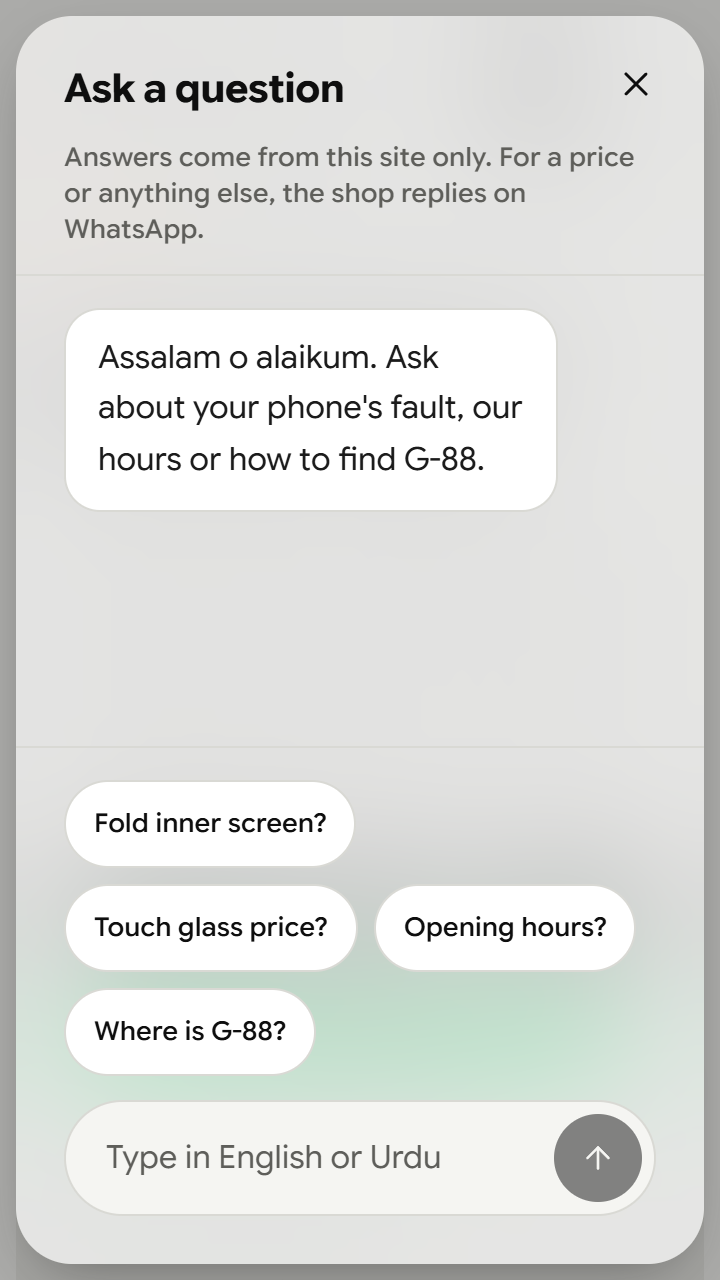 Ask a question
Answers come from this site only. For a price
or anything else, the shop replies on
WhatsApp.
Assalam o alaikum. Ask
about your phone's fault, our
hours or how to find G-88.
Fold inner screen?
Touch glass price?
Opening hours?
Where is G-88?
Type in English or Urdu